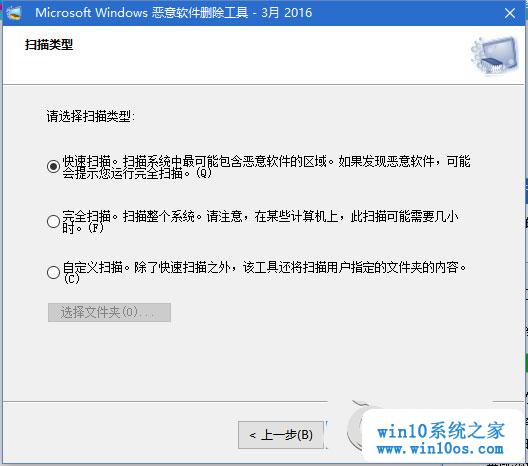 Microsoft Windows 恶意软件删除工具 - 3月 2016
扫描类型
请选择扫描类型:
快速扫描。扫描系统中最可能包含恶意软件的区域。如果发现恶意软件，可能
会提示您运行完全扫描。(Q)
完全扫描。扫描整个系统。请注意，在某些计算机上，此扫描可能需要几小
时。(F)
自定义扫描。除了快速扫描之外，该工具还将扫描用户指定的文件夹的内容。
(C)
选择文件夹(O)...
< 上一步(B)
win10系统之家
www.win10os.com